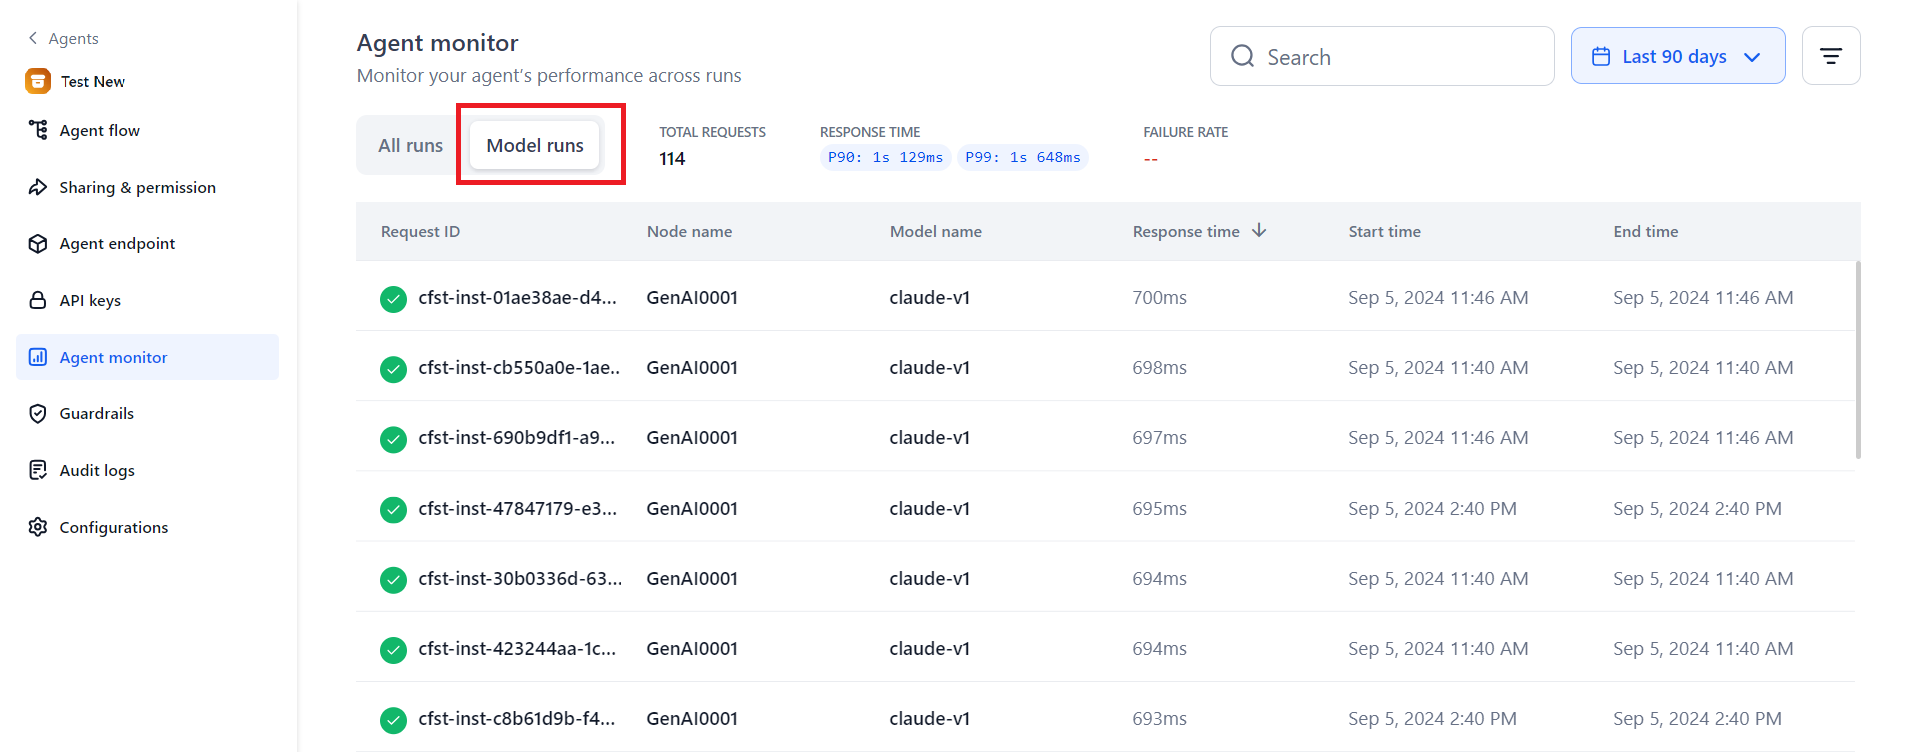 Agents
Test New
Agent flow
Sharing & permission
Agent endpoint
API keys
Agent monitor
Guardrails
Audit logs
Configurations
Agent monitor
Monitor your agent's performance across runs
Search
Last 90 days
All runs
Model runs
TOTAL REQUESTS
114
RESPONSE TIME
P90: 1s 129ms P99: 1s 648ms
FAILURE RATE
--
Request ID Node name Model name Response time Start time End time
cfst-inst-01ae38ae-d4... GenAI0001 claude-v1 700ms Sep 5, 2024 11:46 AM Sep 5, 2024 11:46 AM
cfst-inst-cb550a0e-1ae.. GenAI0001 claude-v1 698ms Sep 5, 2024 11:40 AM Sep 5, 2024 11:40 AM
cfst-inst-690b9df1-a9... GenAI0001 claude-v1 697ms Sep 5, 2024 11:46 AM Sep 5, 2024 11:46 AM
cfst-inst-47847179-e3... GenAI0001 claude-v1 695ms Sep 5, 2024 2:40 PM Sep 5, 2024 2:40 PM
cfst-inst-30b0336d-63... GenAI0001 claude-v1 694ms Sep 5, 2024 11:40 AM Sep 5, 2024 11:40 AM
cfst-inst-423244aa-1c... GenAI0001 claude-v1 694ms Sep 5, 2024 11:40 AM Sep 5, 2024 11:40 AM
cfst-inst-c8b61d9b-f4... GenAI0001 claude-v1 693ms Sep 5, 2024 2:40 PM Sep 5, 2024 2:40 PM